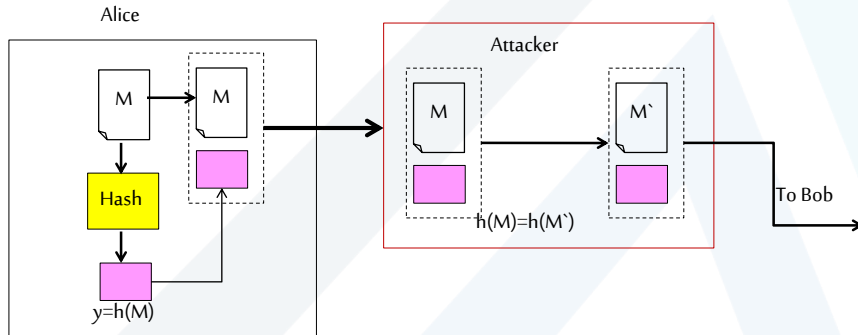 Alice
Attacker
M
M
Hash
y=h(M)
M
M`
h(M)=h(M`)
To Bob